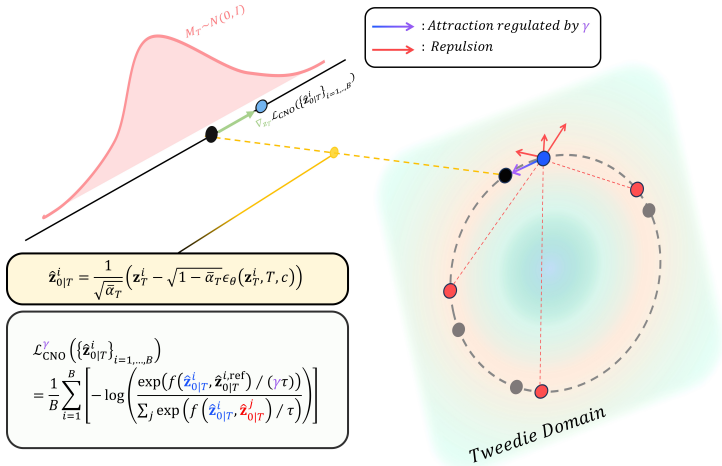 M_T ~ N(0, I)
: Attraction regulated by γ
: Repulsion
∇_{z_T} ℒ_CNO({ẑ^i_{0|T}}_{i=1,..,B})
ẑ^i_{0|T} = 1/√ᾱ_T (z^i_T − √(1 − ᾱ_T) ϵ_θ(z^i_T, T, c))
ℒ^γ_CNO ({ẑ^i_{0|T}}_{i=1,…,B})
= 1/B ∑^B_{i=1} [− log (exp(f(ẑ^i_{0|T}, ẑ^{i,ref}_{0|T}) / (γτ)) / ∑_j exp (f (ẑ^i_{0|T}, ẑ^j_{0|T}) / τ))]
Tweedie Domain